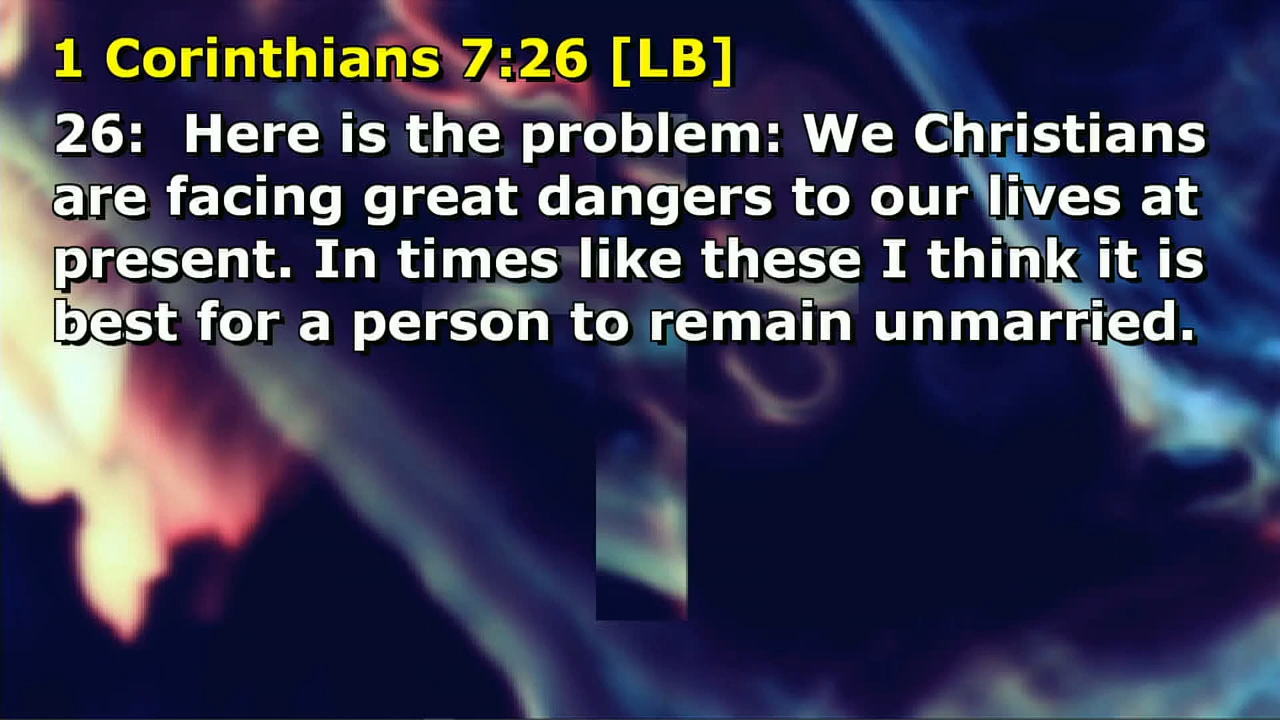 1 Corinthians 7:26 [LB]
26:  Here is the problem: We Christians
are facing great dangers to our lives at
present. In times like these I think it is
best for a person to remain unmarried.